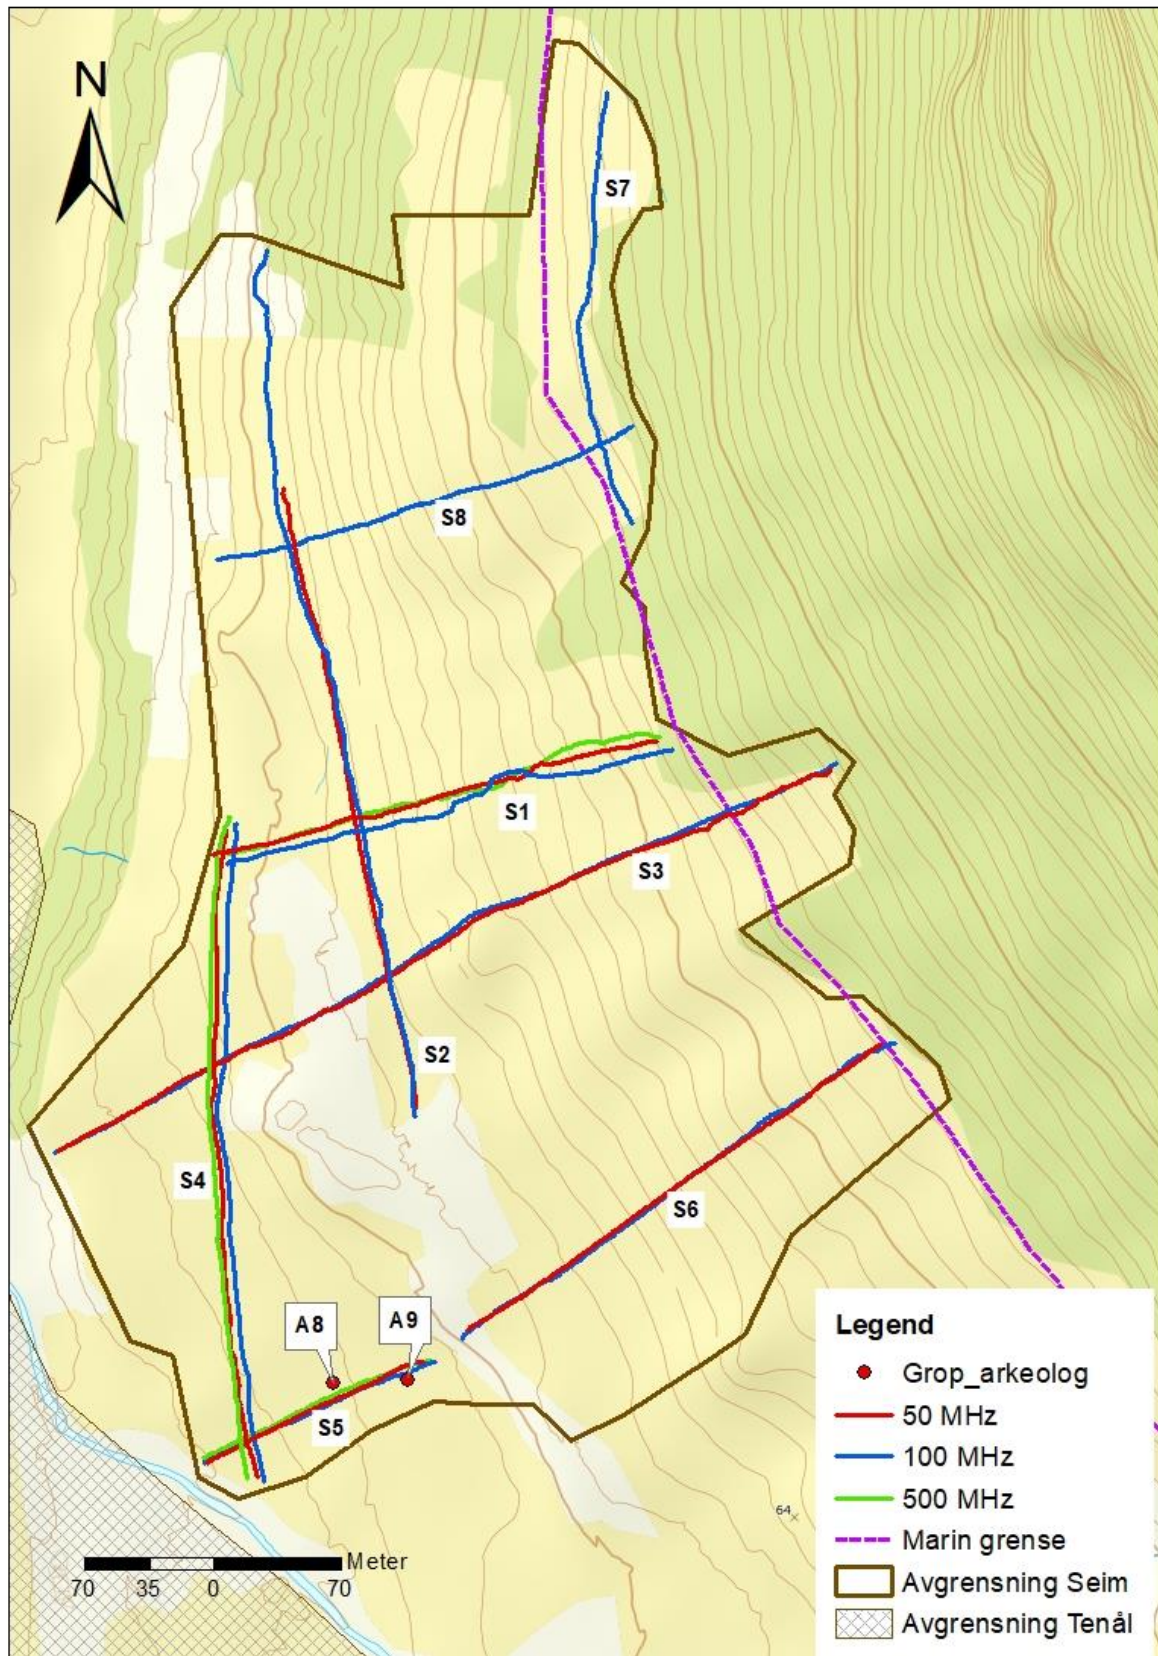 N
S7
S8
S1
S3
S2
S4
S6
A8
A9
S5
64
Meter
70 35 0 70
Legend
Grop_arkeolog
50 MHz
100 MHz
500 MHz
Marin grense
Avgrensning Seim
Avgrensning Tenål